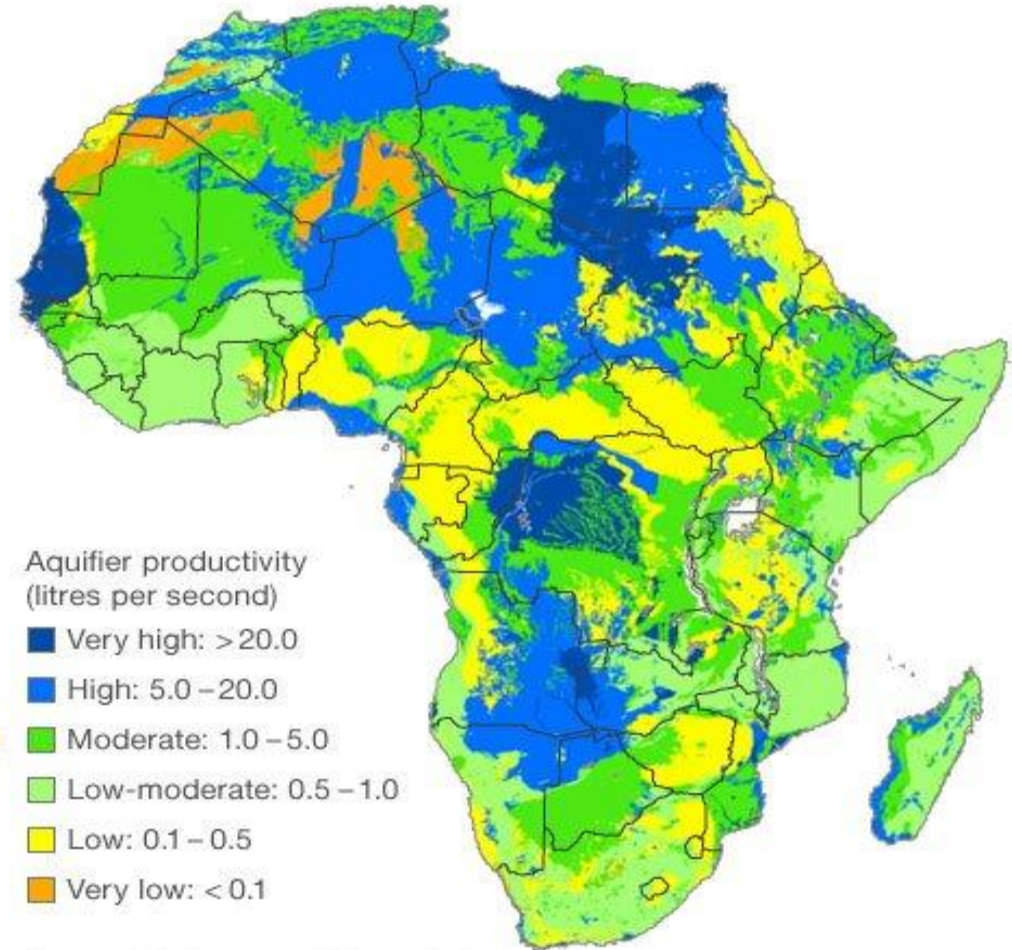 Aquifier productivity
(litres per second)
Very high: >20.0
High: 5.0–20.0
Moderate: 1.0–5.0
Low-moderate: 0.5–1.0
Low: 0.1–0.5
Very low: <0.1